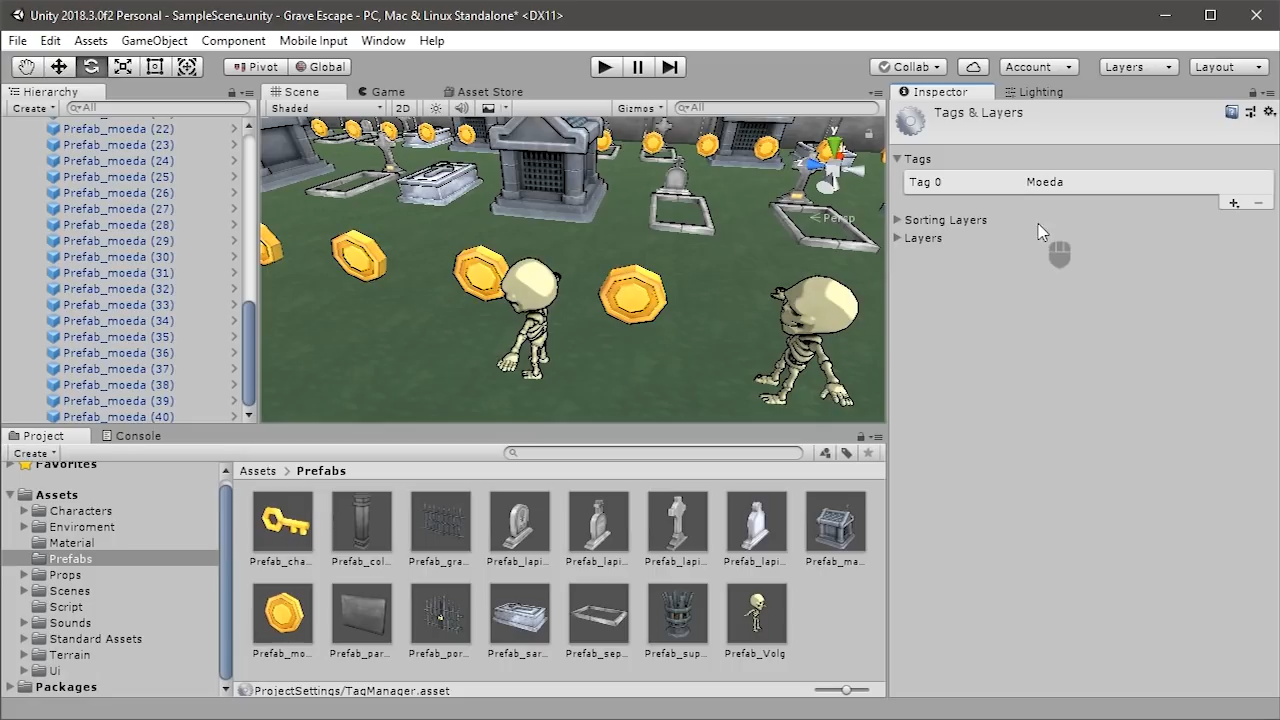 Unity 2018.3.0f2 Personal - SampleScene.unity - Grave Escape - PC, Mac & Linux Standalone* <DX11>
File Edit Assets GameObject Component Mobile Input Window Help
Pivot Global Collab Account Layers Layout
Hierarchy Scene Game Asset Store Inspector Lighting
Create All Shaded 2D Gizmos All
Tags & Layers
Prefab_moeda (22)
Prefab_moeda (23)
Prefab_moeda (24)
Prefab_moeda (25)
Prefab_moeda (26)
Prefab_moeda (27)
Prefab_moeda (28)
Prefab_moeda (29)
Prefab_moeda (30)
Prefab_moeda (31)
Prefab_moeda (32)
Prefab_moeda (33)
Prefab_moeda (34)
Prefab_moeda (35)
Prefab_moeda (36)
Prefab_moeda (37)
Prefab_moeda (38)
Prefab_moeda (39)
Prefab_moeda (40)
y
Persp
Tags
Tag 0 Moeda
Sorting Layers
Layers
Project Console
Create
Favorites
Assets
Characters
Enviroment
Material
Prefabs
Props
Scenes
Script
Sounds
Standard Assets
Terrain
Ui
Packages
Assets > Prefabs
Prefab_cha... Prefab_col... Prefab_gra... Prefab_lapi... Prefab_lapi... Prefab_lapi... Prefab_lapi... Prefab_ma...
Prefab_mo... Prefab_par... Prefab_por... Prefab_sar... Prefab_sep... Prefab_sup... Prefab_Volg
ProjectSettings/TagManager.asset